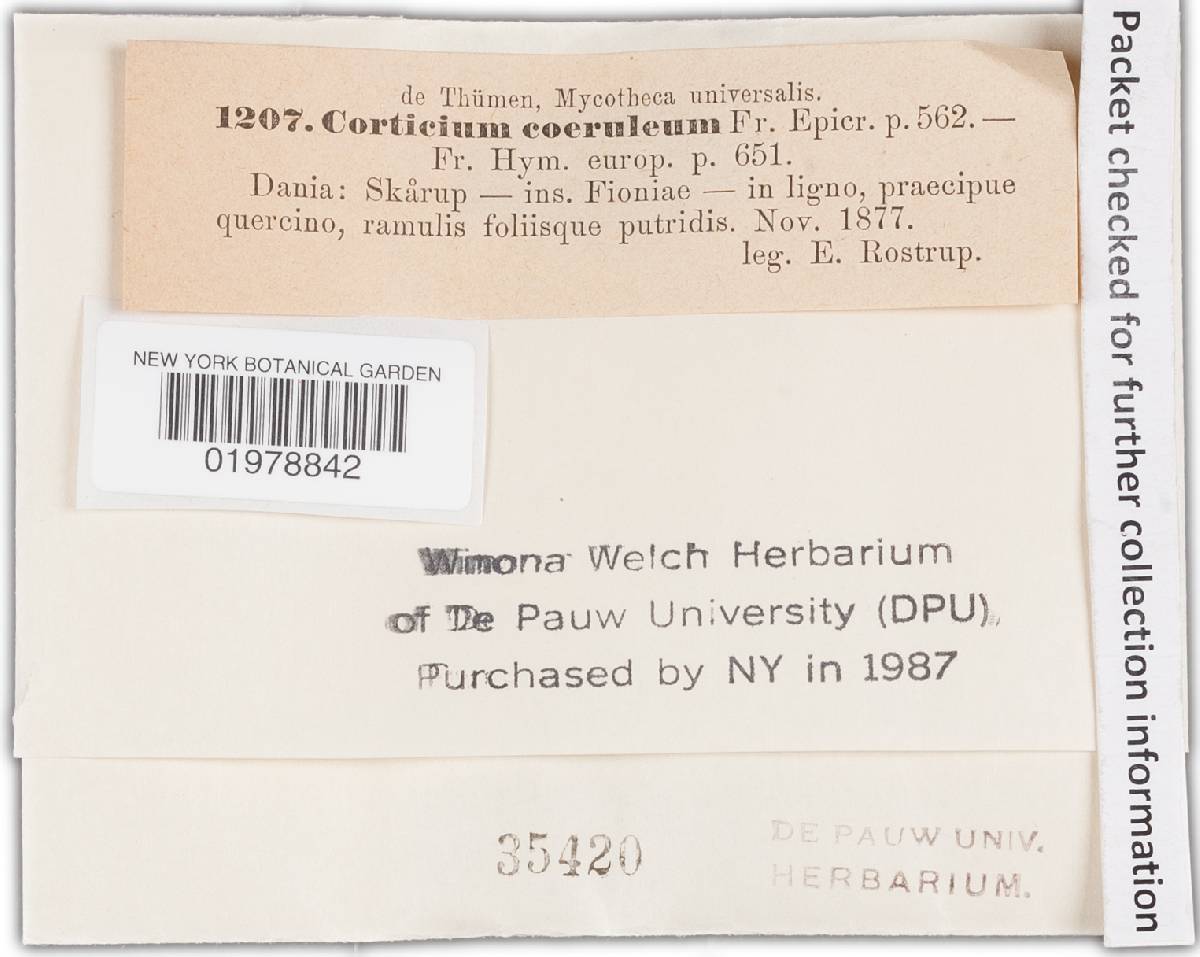 de Thümen, Mycotheca universalis.
1207. Corticium coeruleum Fr. Epicr. p. 562. —
Fr. Hym. europ. p. 651.
Dania: Skårup — ins. Fioniae — in ligno, praecipue
quercino, ramulis foliisque putridis. Nov. 1877.
leg. E. Rostrup.
NEW YORK BOTANICAL GARDEN
01978842
Winona Welch Herbarium
of De Pauw University (DPU),
Purchased by NY in 1987
35420
DE PAUW UNIV.
HERBARIUM.
Packet checked for further collection information